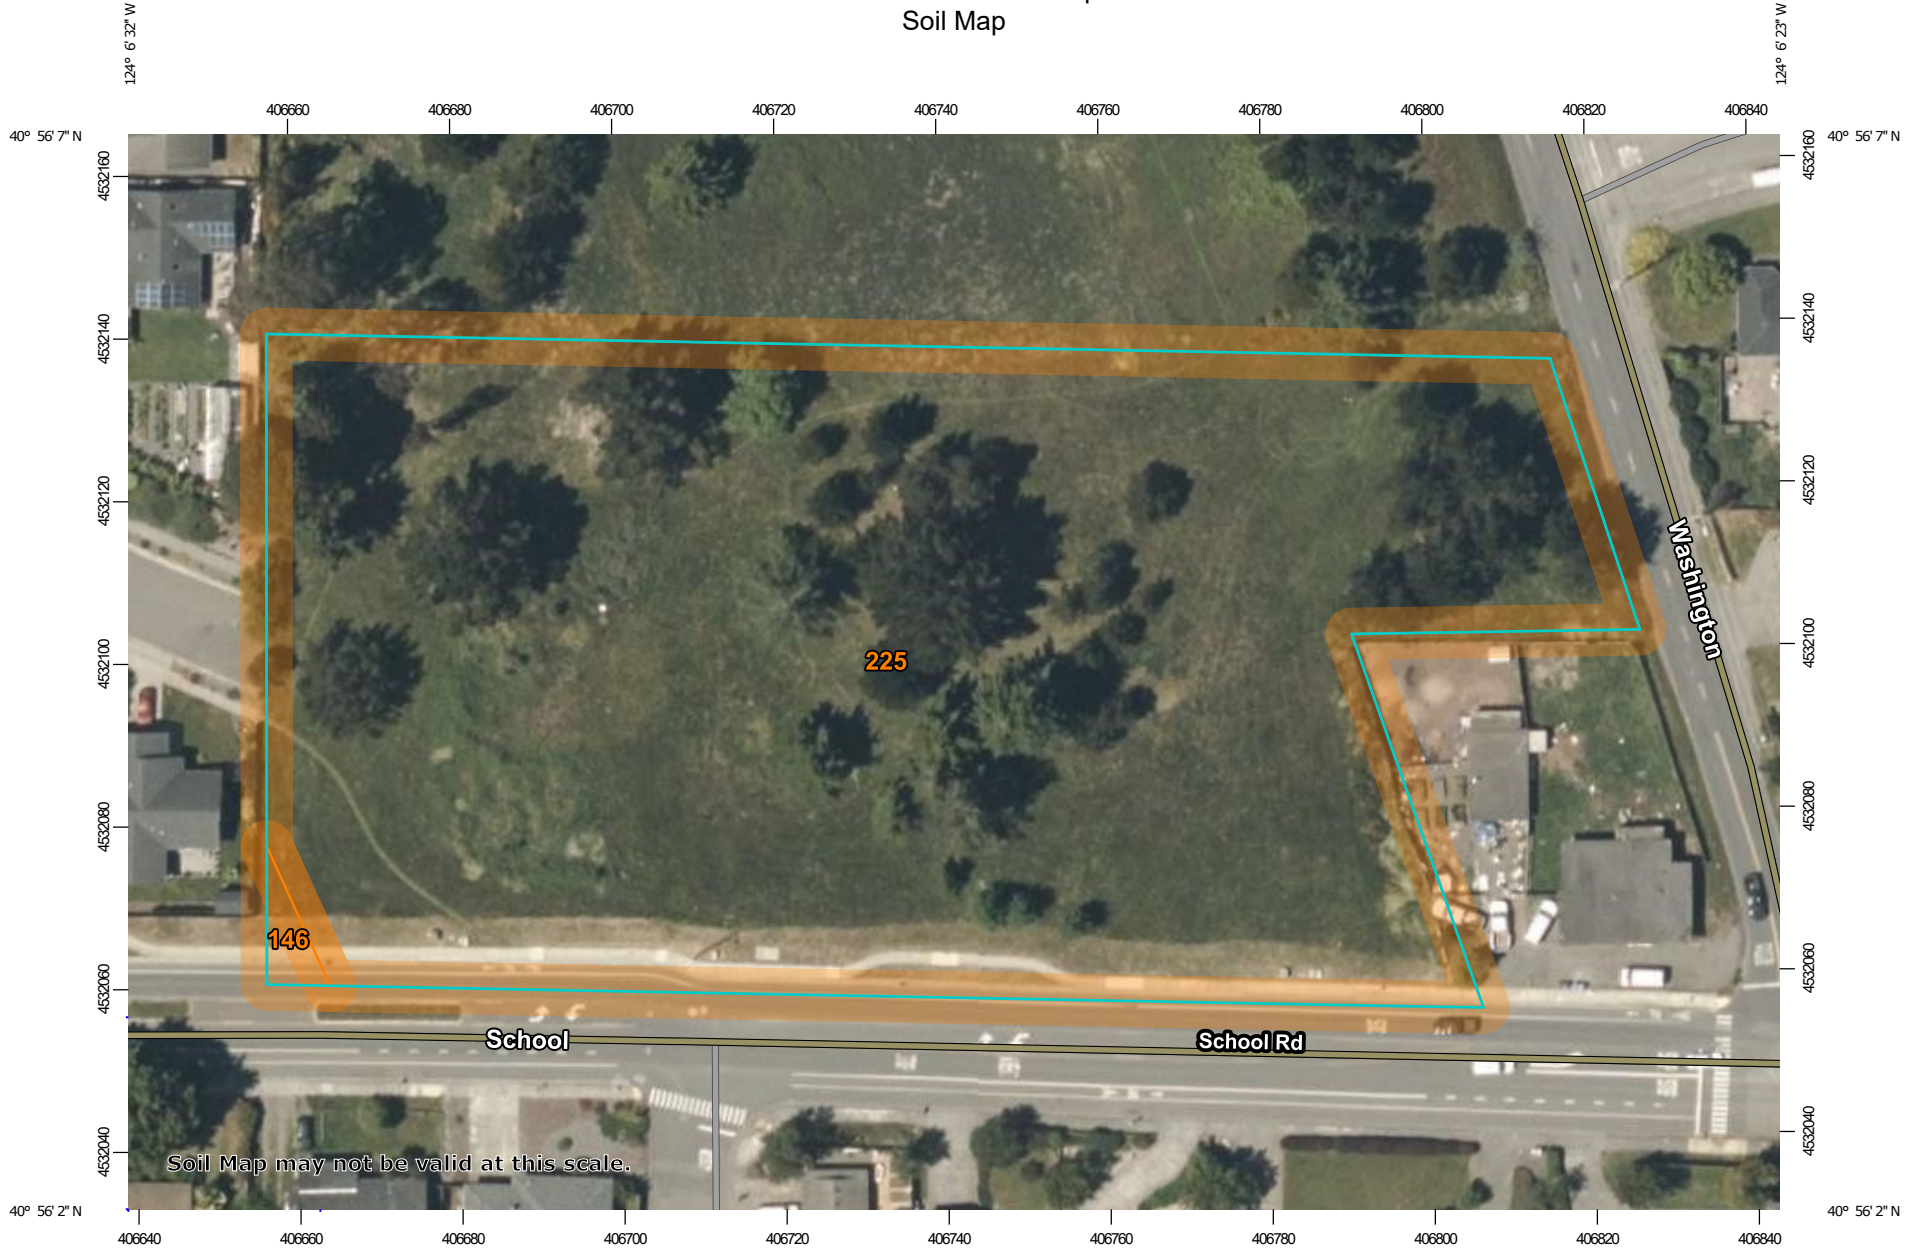 Soil Map
124° 6' 32" W
124° 6' 23" W
406660 406680 406700 406720 406740 406760 406780 406800 406820 406840
40° 56' 7" N
40° 56' 7" N
4532160
4532160
4532140
4532140
4532120
4532120
Washington
4532100
225
4532100
4532080
4532080
146
4532060
4532060
School
School Rd
4532040
4532040
Soil Map may not be valid at this scale.
40° 56' 2" N
40° 56' 2" N
406640 406660 406680 406700 406720 406740 406760 406780 406800 406820 406840